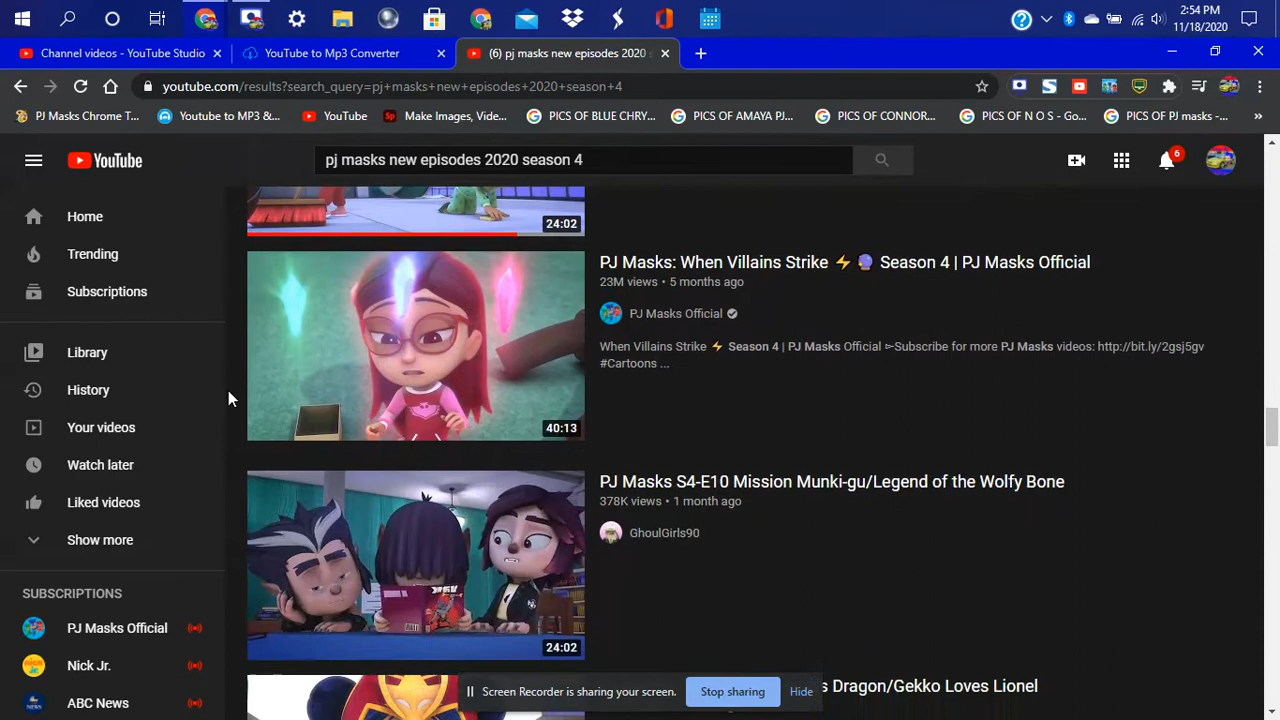 2:54 PM
11/18/2020
Channel videos - YouTube Studio
YouTube to Mp3 Converter
(6) pj masks new episodes 2020
youtube.com/results?search_query=pj+masks+new+episodes+2020+season+4
PJ Masks Chrome T...
Youtube to MP3 &...
YouTube
Sp Make Images, Vide...
PICS OF BLUE CHRY...
PICS OF AMAYA PJ...
PICS OF CONNOR...
PICS OF N O S - Go...
PICS OF PJ masks -...
YouTube
pj masks new episodes 2020 season 4
6
Home
Trending
Subscriptions
Library
History
Your videos
Watch later
Liked videos
Show more
SUBSCRIPTIONS
PJ Masks Official
Nick Jr.
ABC News
24:02
PJ Masks: When Villains Strike ⚡ 🔮 Season 4 | PJ Masks Official
23M views • 5 months ago
PJ Masks Official
When Villains Strike ⚡ Season 4 | PJ Masks Official ►Subscribe for more PJ Masks videos: http://bit.ly/2gsj5gv
#Cartoons ...
40:13
PJ Masks S4-E10 Mission Munki-gu/Legend of the Wolfy Bone
378K views • 1 month ago
GhoulGirls90
24:02
s Dragon/Gekko Loves Lionel
Screen Recorder is sharing your screen.
Stop sharing
Hide